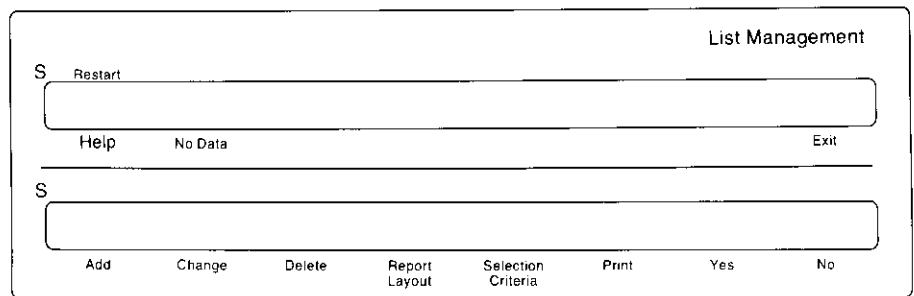 List Management
S Restart
Help No Data Exit
S
Add Change Delete Report Layout Selection Criteria Print Yes No